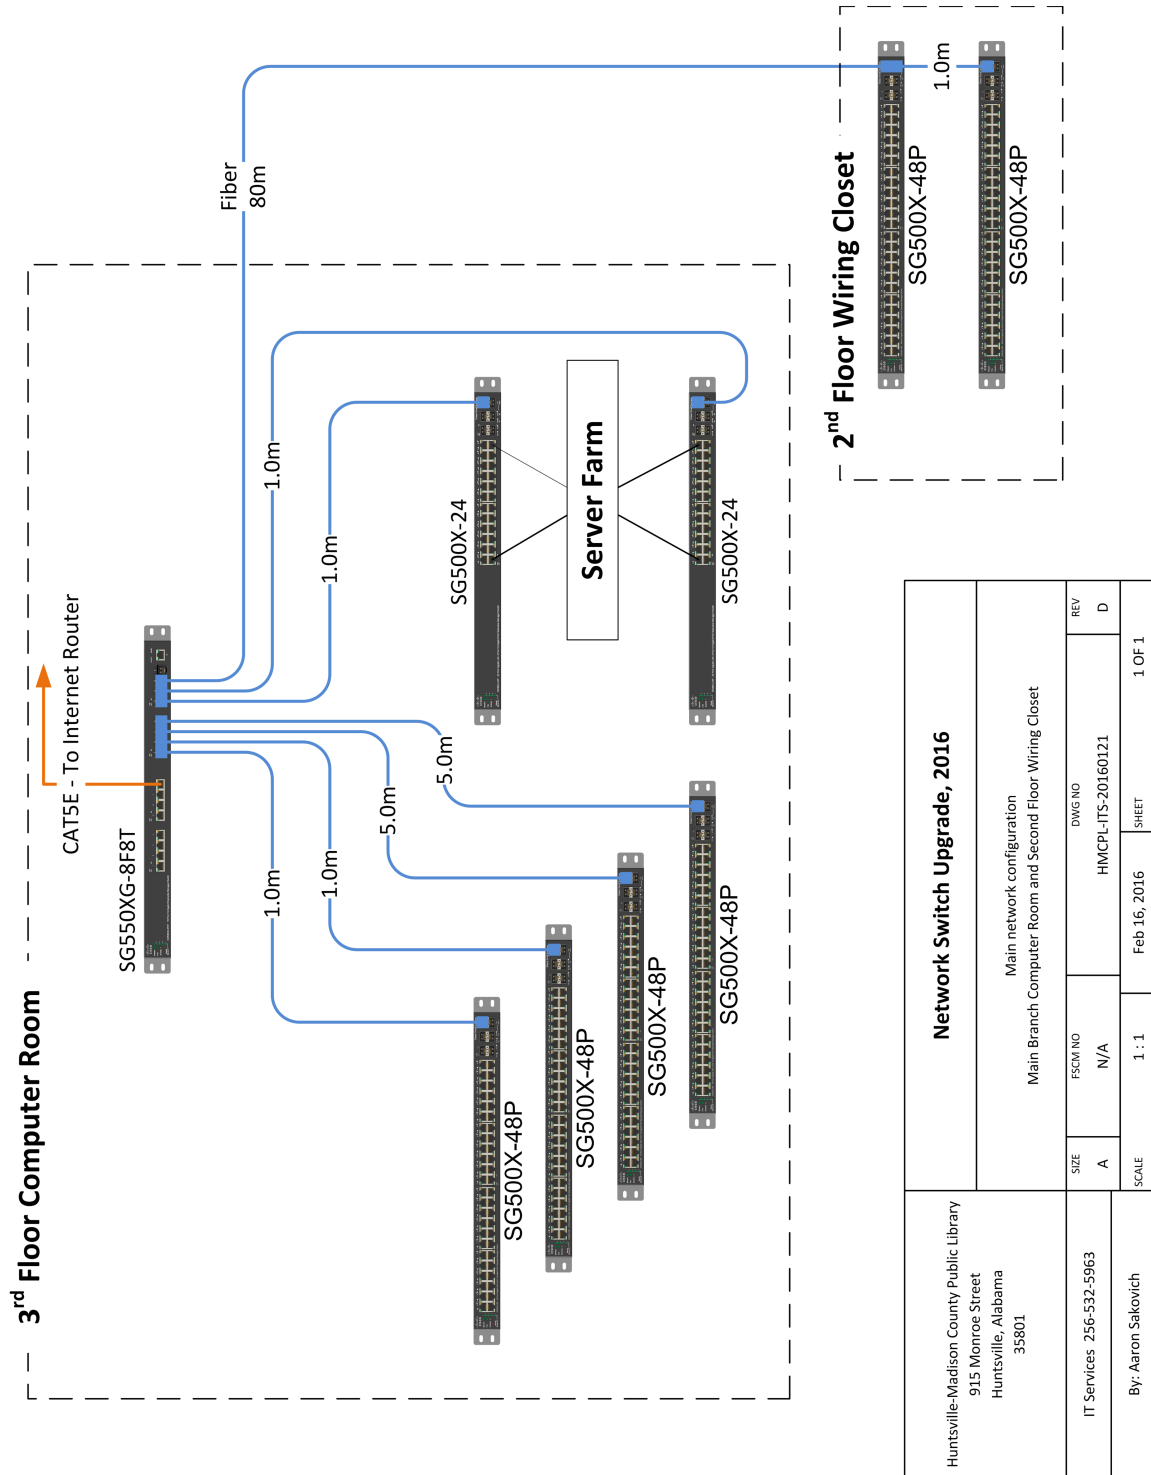 3rd Floor Computer Room
CAT5E - To Internet Router
SG550XG-8F8T
Fiber
80m
1.0m
1.0m
1.0m
1.0m
5.0m
5.0m
SG500X-48P
SG500X-48P
SG500X-48P
SG500X-48P
SG500X-24
Server Farm
SG500X-24
2nd Floor Wiring Closet
SG500X-48P
1.0m
SG500X-48P
Huntsville-Madison County Public Library
915 Monroe Street
Huntsville, Alabama
35801
IT Services 256-532-5963
By: Aaron Sakovich
Network Switch Upgrade, 2016
Main network configuration
Main Branch Computer Room and Second Floor Wiring Closet
SIZE
A
FSCM NO
N/A
DWG NO
HMCPL-ITS-20160121
REV
D
SCALE
1 : 1
Feb 16, 2016
SHEET
1 OF 1